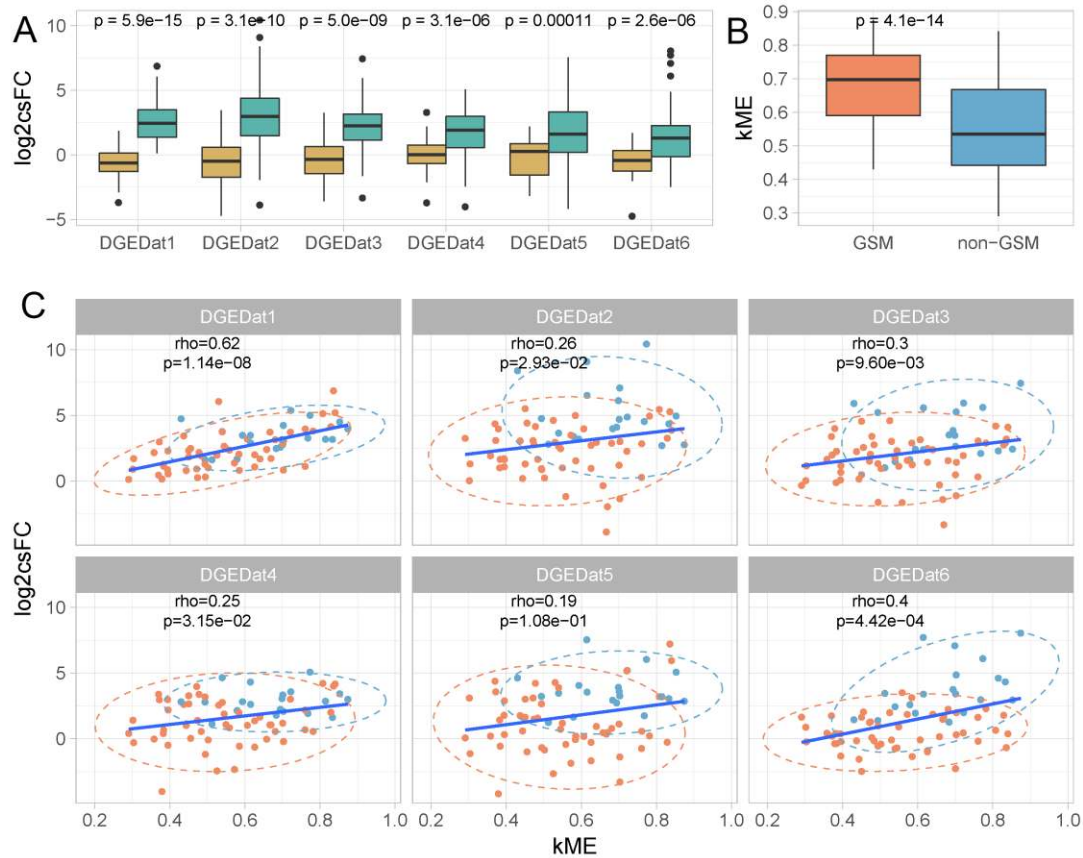 A
p = 5.9e−15 p = 3.1e−10 p = 5.0e−09 p = 3.1e−06 p = 0.00011 p = 2.6e−06
10
5
0
−5
log2csFC
DGEDat1 DGEDat2 DGEDat3 DGEDat4 DGEDat5 DGEDat6
B
p = 4.1e−14
0.9
0.8
0.7
0.6
0.5
0.4
0.3
kME
GSM non-GSM
C
DGEDat1 DGEDat2 DGEDat3
rho=0.62 rho=0.26 rho=0.3
p=1.14e−08 p=2.93e−02 p=9.60e−03
10
5
0
log2csFC
DGEDat4 DGEDat5 DGEDat6
rho=0.25 rho=0.19 rho=0.4
p=3.15e−02 p=1.08e−01 p=4.42e−04
10
5
0
0.2 0.4 0.6 0.8 1.0 0.2 0.4 0.6 0.8 1.0 0.2 0.4 0.6 0.8 1.0
kME